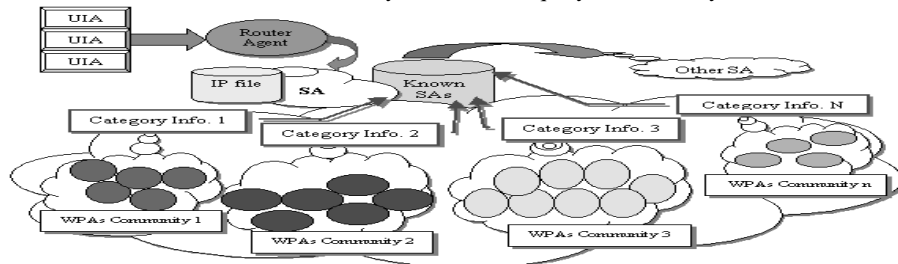 UIA
UIA
UIA
Router
Agent
IP file
SA
Known
SAs
Other SA
Category Info. 1
Category Info. 2
Category Info. 3
Category Info. N
WPAs Community 1
WPAs Community 2
WPAs Community 3
WPAs Community n